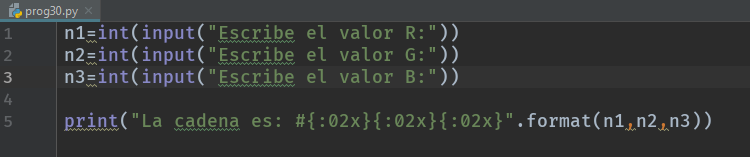 prog30.py
1 n1=int(input("Escribe el valor R:"))
2 n2=int(input("Escribe el valor G:"))
3 n3=int(input("Escribe el valor B:"))
4
5 print("La cadena es: #{:02x}{:02x}{:02x}".format(n1,n2,n3))